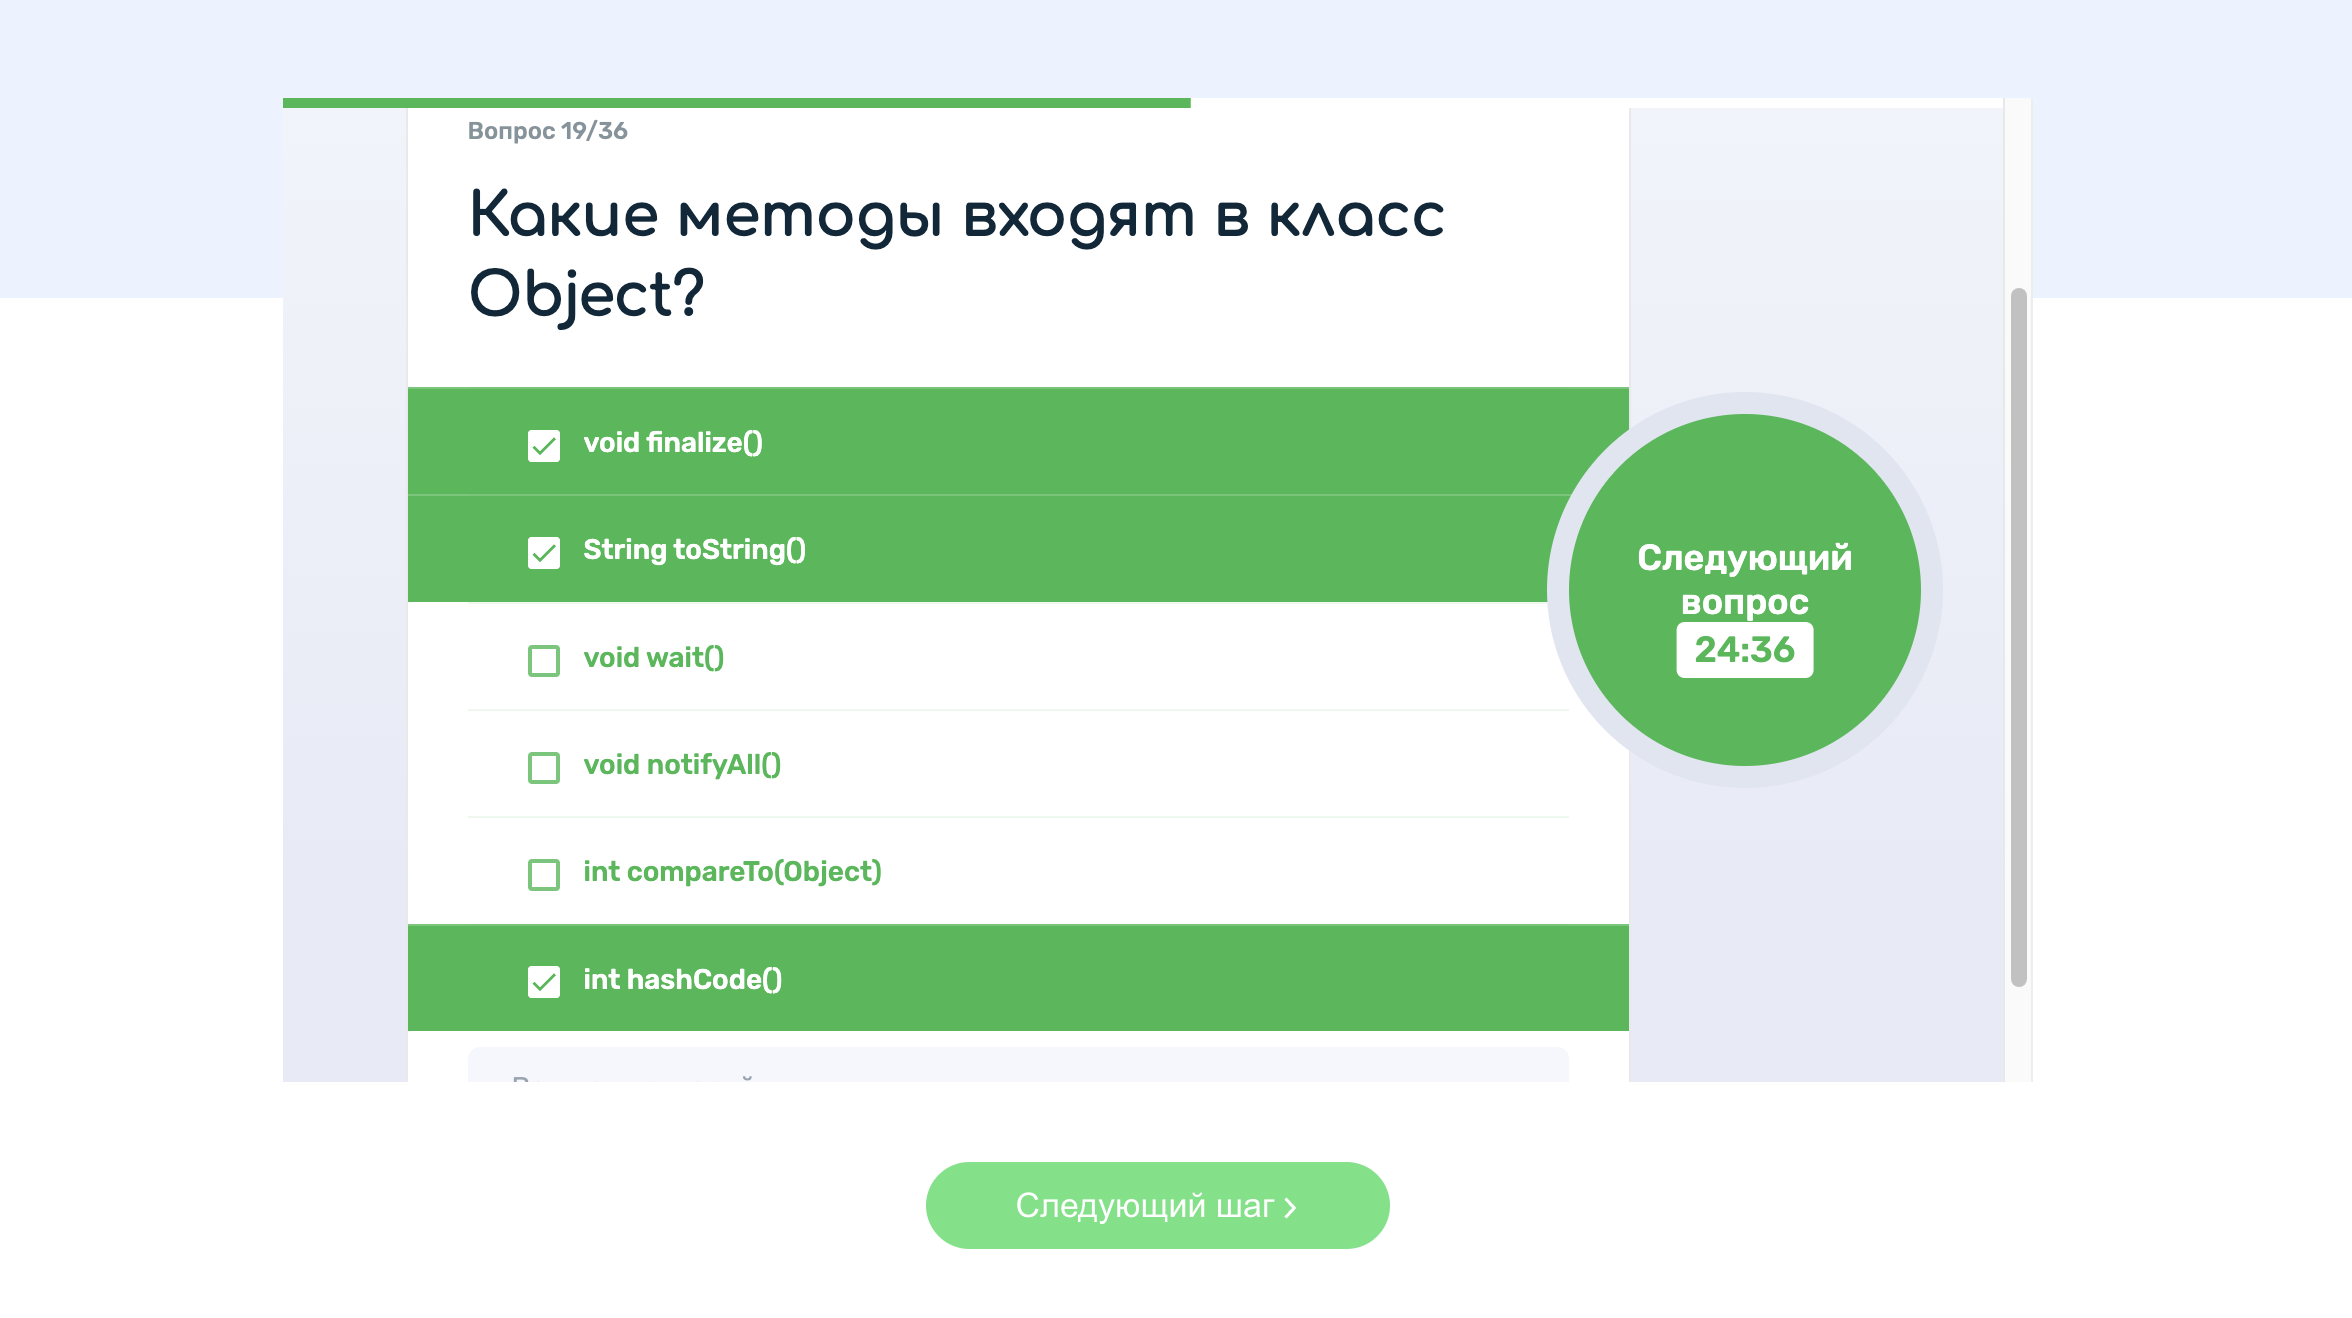 Вопрос 19/36
Какие методы входят в класс
Object?
void finalize()
String toString()
void wait()
void notifyAll()
int compareTo(Object)
int hashCode()
Следующий
вопрос
24:36
Следующий шаг